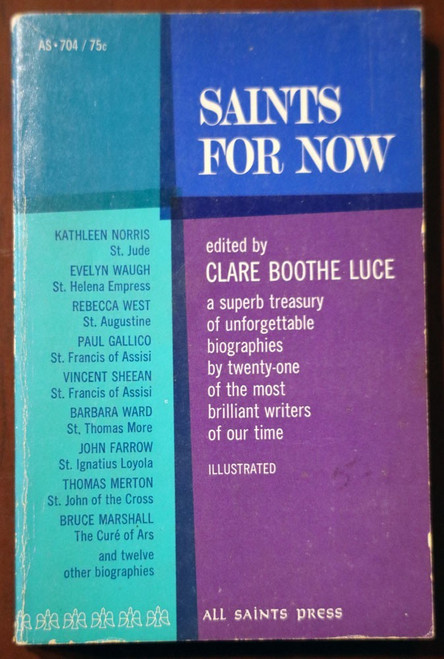 AS • 704 / 75c
SAINTS
FOR NOW
KATHLEEN NORRIS
St. Jude
EVELYN WAUGH
St. Helena Empress
REBECCA WEST
St. Augustine
PAUL GALLICO
St. Francis of Assisi
VINCENT SHEEAN
St. Francis of Assisi
BARBARA WARD
St. Thomas More
JOHN FARROW
St. Ignatius Loyola
THOMAS MERTON
St. John of the Cross
BRUCE MARSHALL
The Curé of Ars
and twelve
other biographies
edited by
CLARE BOOTHE LUCE
a superb treasury
of unforgettable
biographies
by twenty-one
of the most
brilliant writers
of our time
ILLUSTRATED
ALL SAINTS PRESS